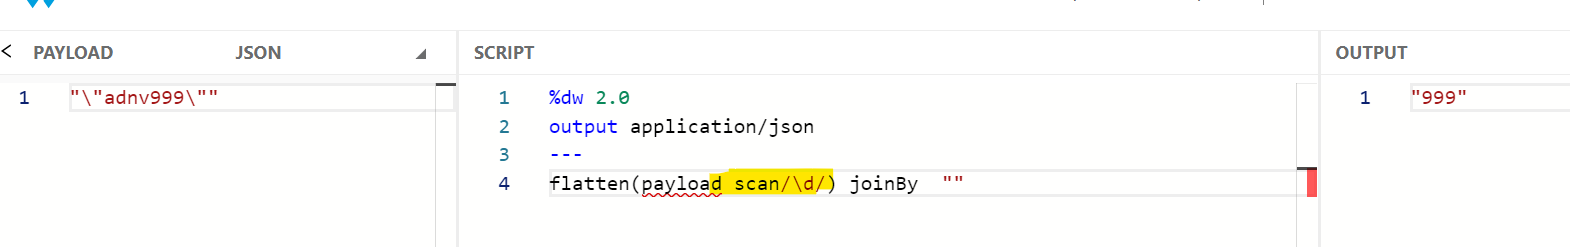 < PAYLOAD JSON
1 "\"adnv999\""
SCRIPT
1 %dw 2.0
2 output application/json
3 ---
4 flatten(payload scan/\d/) joinBy  ""
OUTPUT
1 "999"